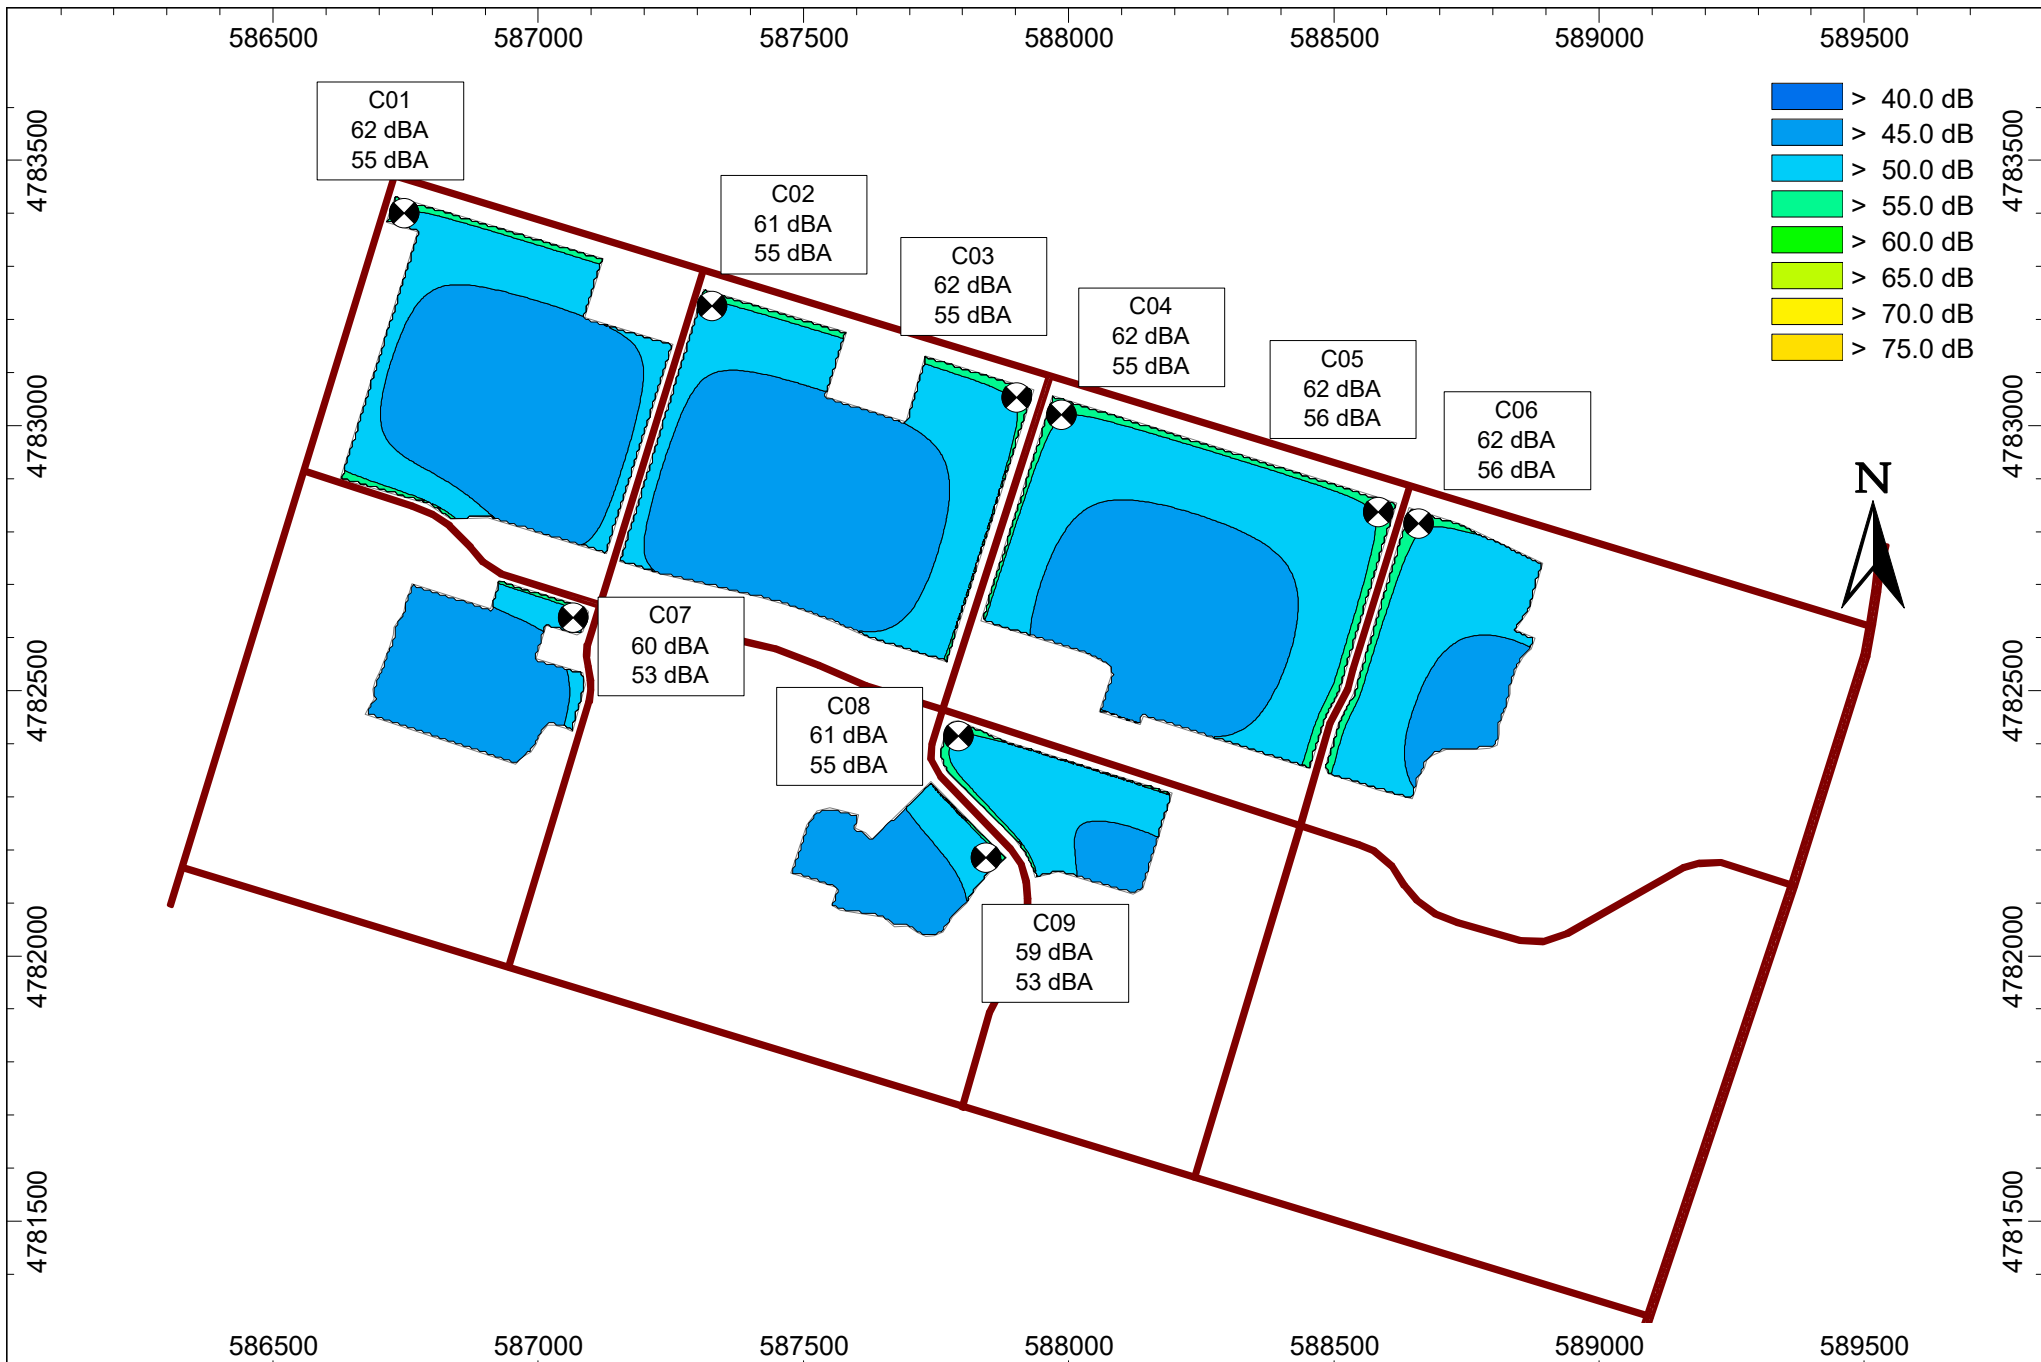 586500 587000 587500 588000 588500 589000 589500
> 40.0 dB
> 45.0 dB
> 50.0 dB
> 55.0 dB
> 60.0 dB
> 65.0 dB
> 70.0 dB
> 75.0 dB
C01
62 dBA
55 dBA
C02
61 dBA
55 dBA
C03
62 dBA
55 dBA
C04
62 dBA
55 dBA
C05
62 dBA
56 dBA
C06
62 dBA
56 dBA
N
C07
60 dBA
53 dBA
C08
61 dBA
55 dBA
C09
59 dBA
53 dBA
4783500
4783000
4782500
4782000
4781500
4783500
4783000
4782500
4782000
4781500
586500 587000 587500 588000 588500 589000 589500